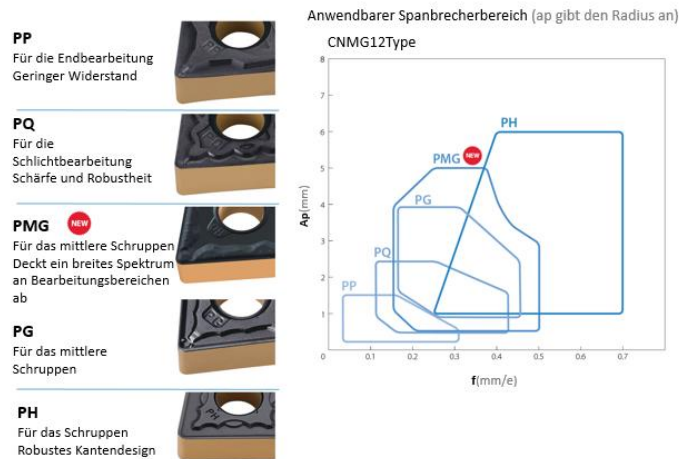 Anwendbarer Spanbrecherbereich (ap gibt den Radius an)
CNMG12Type
PP
Für die Endbearbeitung
Geringer Widerstand
PQ
Für die
Schlichtbearbeitung
Schärfe und Robustheit
PMG NEW
Für das mittlere Schruppen
Deckt ein breites Spektrum
an Bearbeitungsbereichen
ab
PG
Für das mittlere
Schruppen
PH
Für das Schruppen
Robustes Kantendesign
8
7
6
5
4
3
2
1
Ap(mm)
PH
PMG NEW
PG
PQ
PP
0 0.1 0.2 0.3 0.4 0.5 0.6 0.7
f(mm/e)
PG
PH